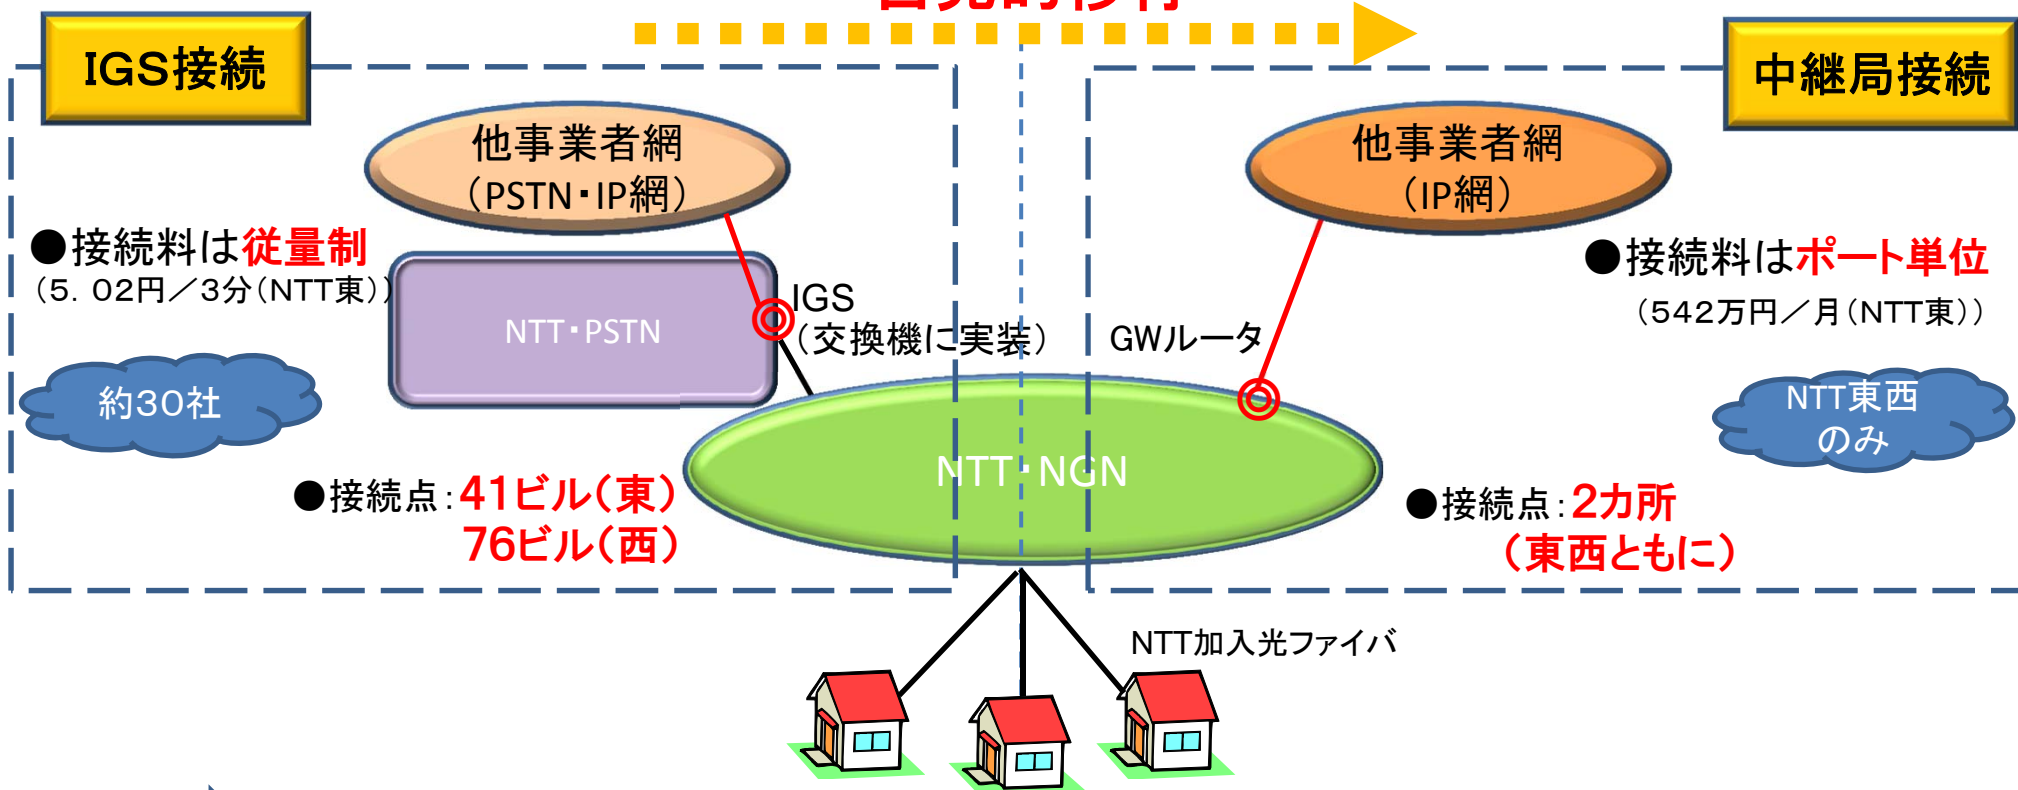 IGS接続
中継局接続
他事業者網
（PSTN・IP網）
他事業者網
（IP網）
●接続料は従量制
（5．02円／3分（NTT東））
NTT・PSTN
IGS
（交換機に実装）
GWルータ
●接続料はポート単位
（542万円／月（NTT東））
約30社
NTT東西
のみ
NTT・NGN
●接続点：41ビル（東）
76ビル（西）
●接続点：2カ所
（東西ともに）
NTT加入光ファイバ